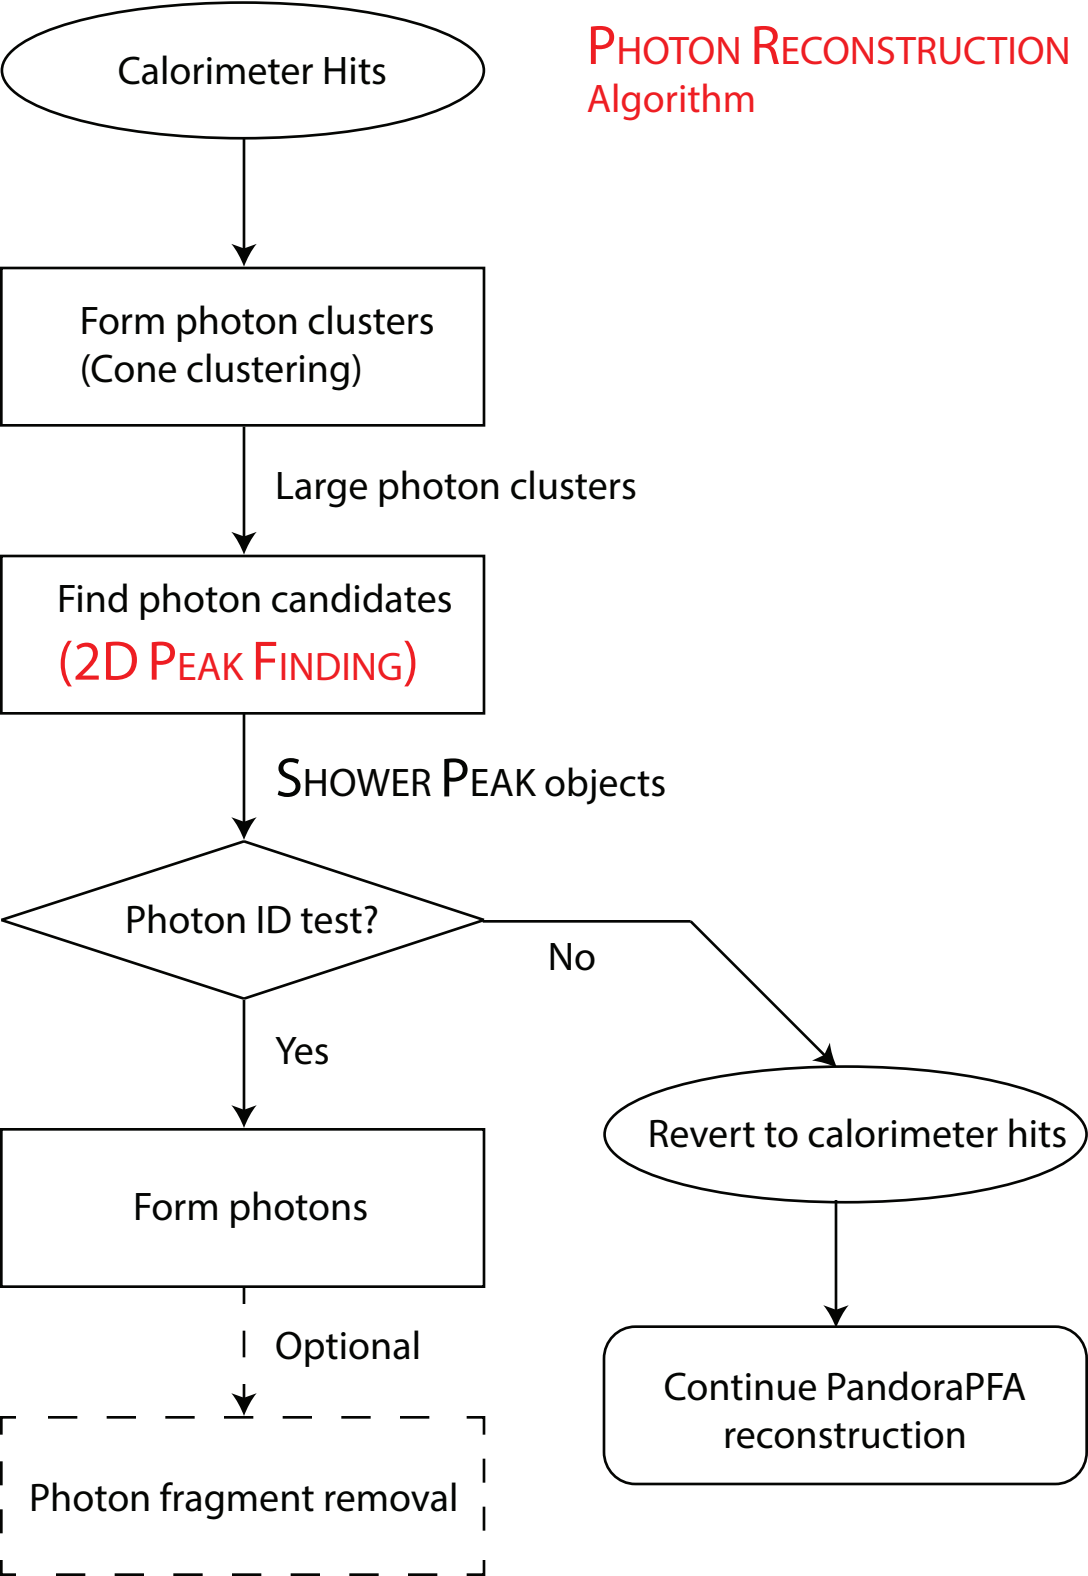 PHOTON RECONSTRUCTION
Algorithm
Calorimeter Hits
Form photon clusters
(Cone clustering)
Large photon clusters
Find photon candidates
(2D PEAK FINDING)
SHOWER PEAK objects
Photon ID test?
No
Yes
Revert to calorimeter hits
Form photons
Optional
Continue PandoraPFA
reconstruction
Photon fragment removal